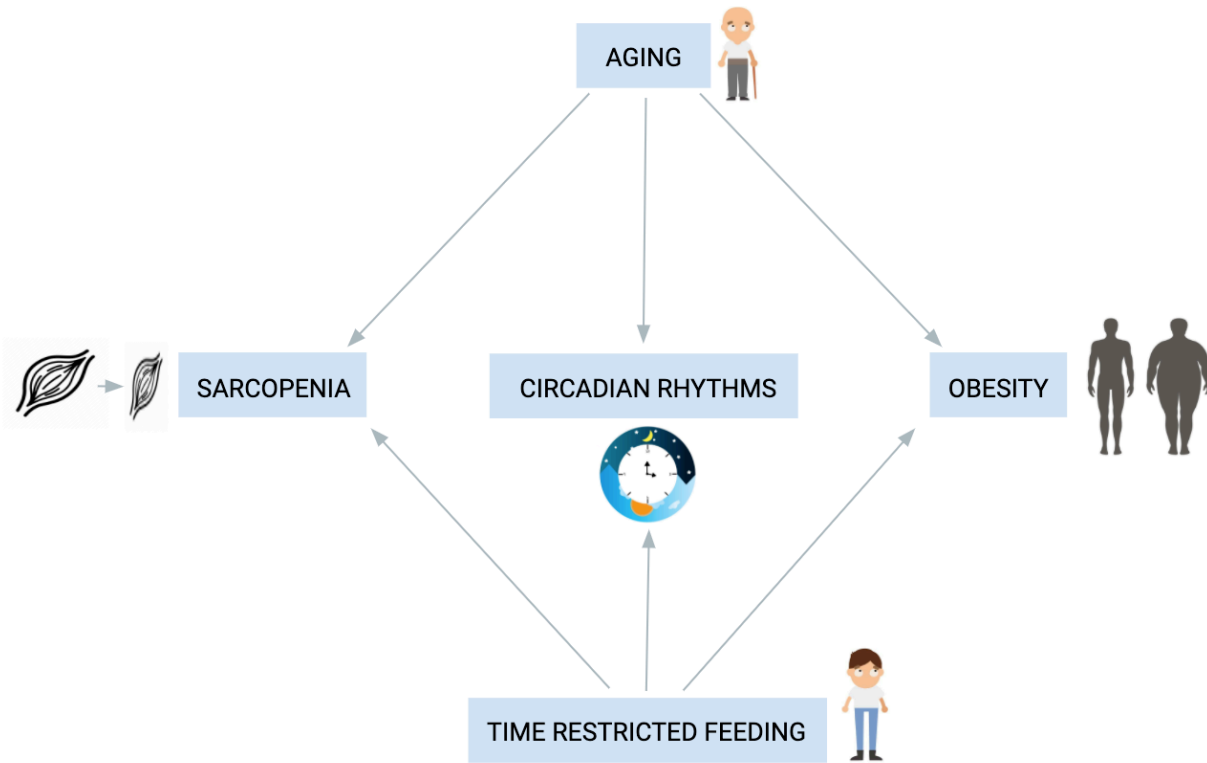 AGING
SARCOPENIA
CIRCADIAN RHYTHMS
OBESITY
TIME RESTRICTED FEEDING